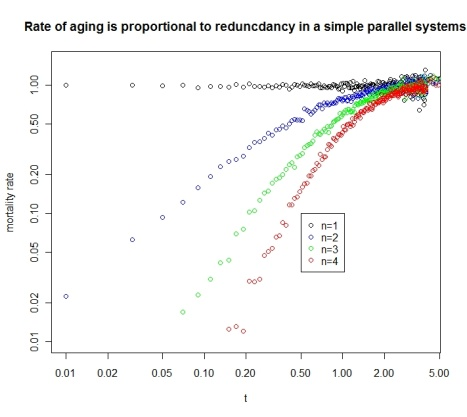 Rate of aging is proportional to reduncdancy in a simple parallel systems
mortality rate
1.00
0.50
0.20
0.10
0.05
0.02
0.01
n=1
n=2
n=3
n=4
0.01 0.02 0.05 0.10 0.20 0.50 1.00 2.00 5.00
t